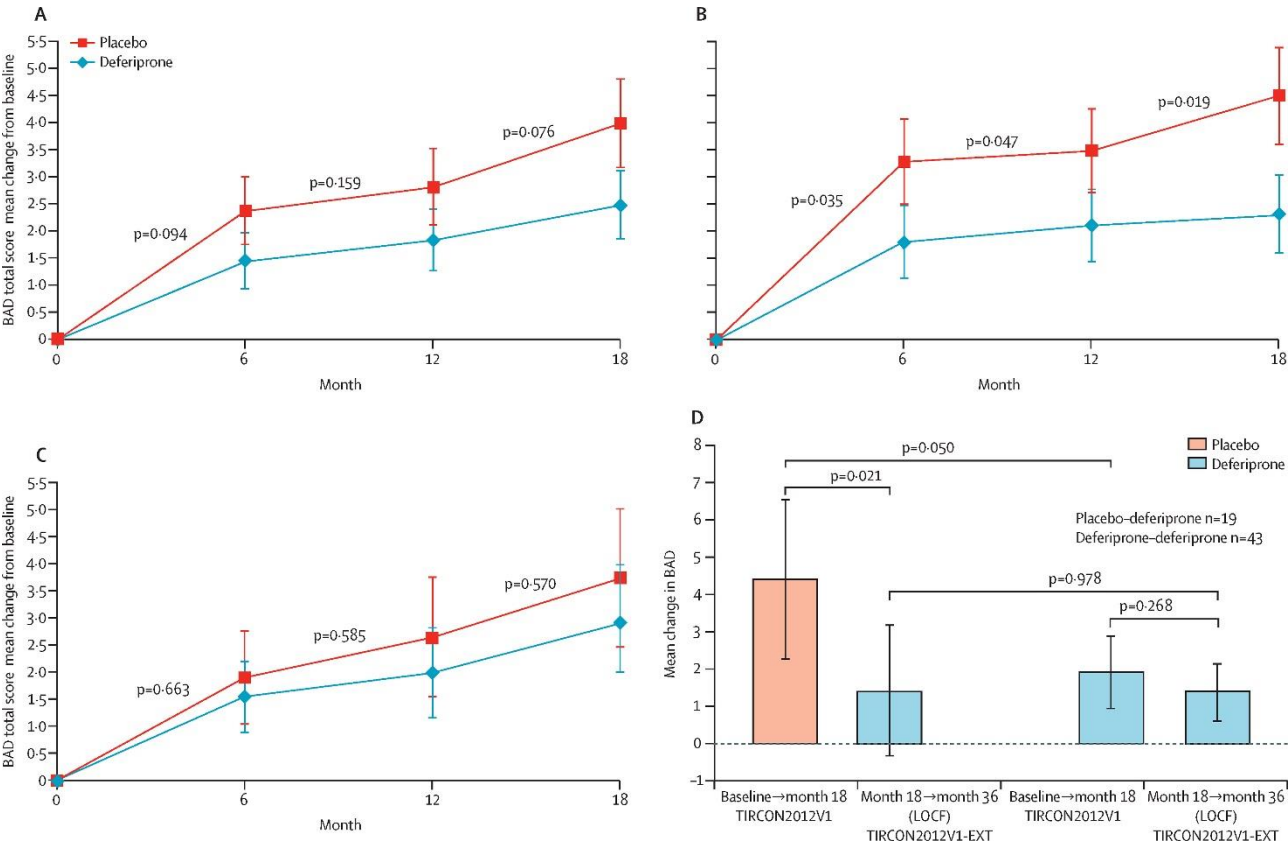 A
BAD total score mean change from baseline
5·5
5·0
4·5
4·0
3·5
3·0
2·5
2·0
1·5
1·0
0·5
0
Placebo
Deferiprone
p=0·094
p=0·159
p=0·076
0
6
12
18
Month
B
p=0·035
p=0·047
p=0·019
0
6
12
18
Month
C
BAD total score mean change from baseline
5·5
5·0
4·5
4·0
3·5
3·0
2·5
2·0
1·5
1·0
0·5
0
p=0·663
p=0·585
p=0·570
0
6
12
18
Month
D
Mean change in BAD
8
7
6
5
4
3
2
1
0
–1
p=0·050
p=0·021
Placebo
Deferiprone
Placebo–deferiprone n=19
Deferiprone–deferiprone n=43
p=0·978
p=0·268
Baseline→month 18
TIRCON2012V1
Month 18→month 36
(LOCF)
TIRCON2012V1-EXT
Baseline→month 18
TIRCON2012V1
Month 18→month 36
(LOCF)
TIRCON2012V1-EXT